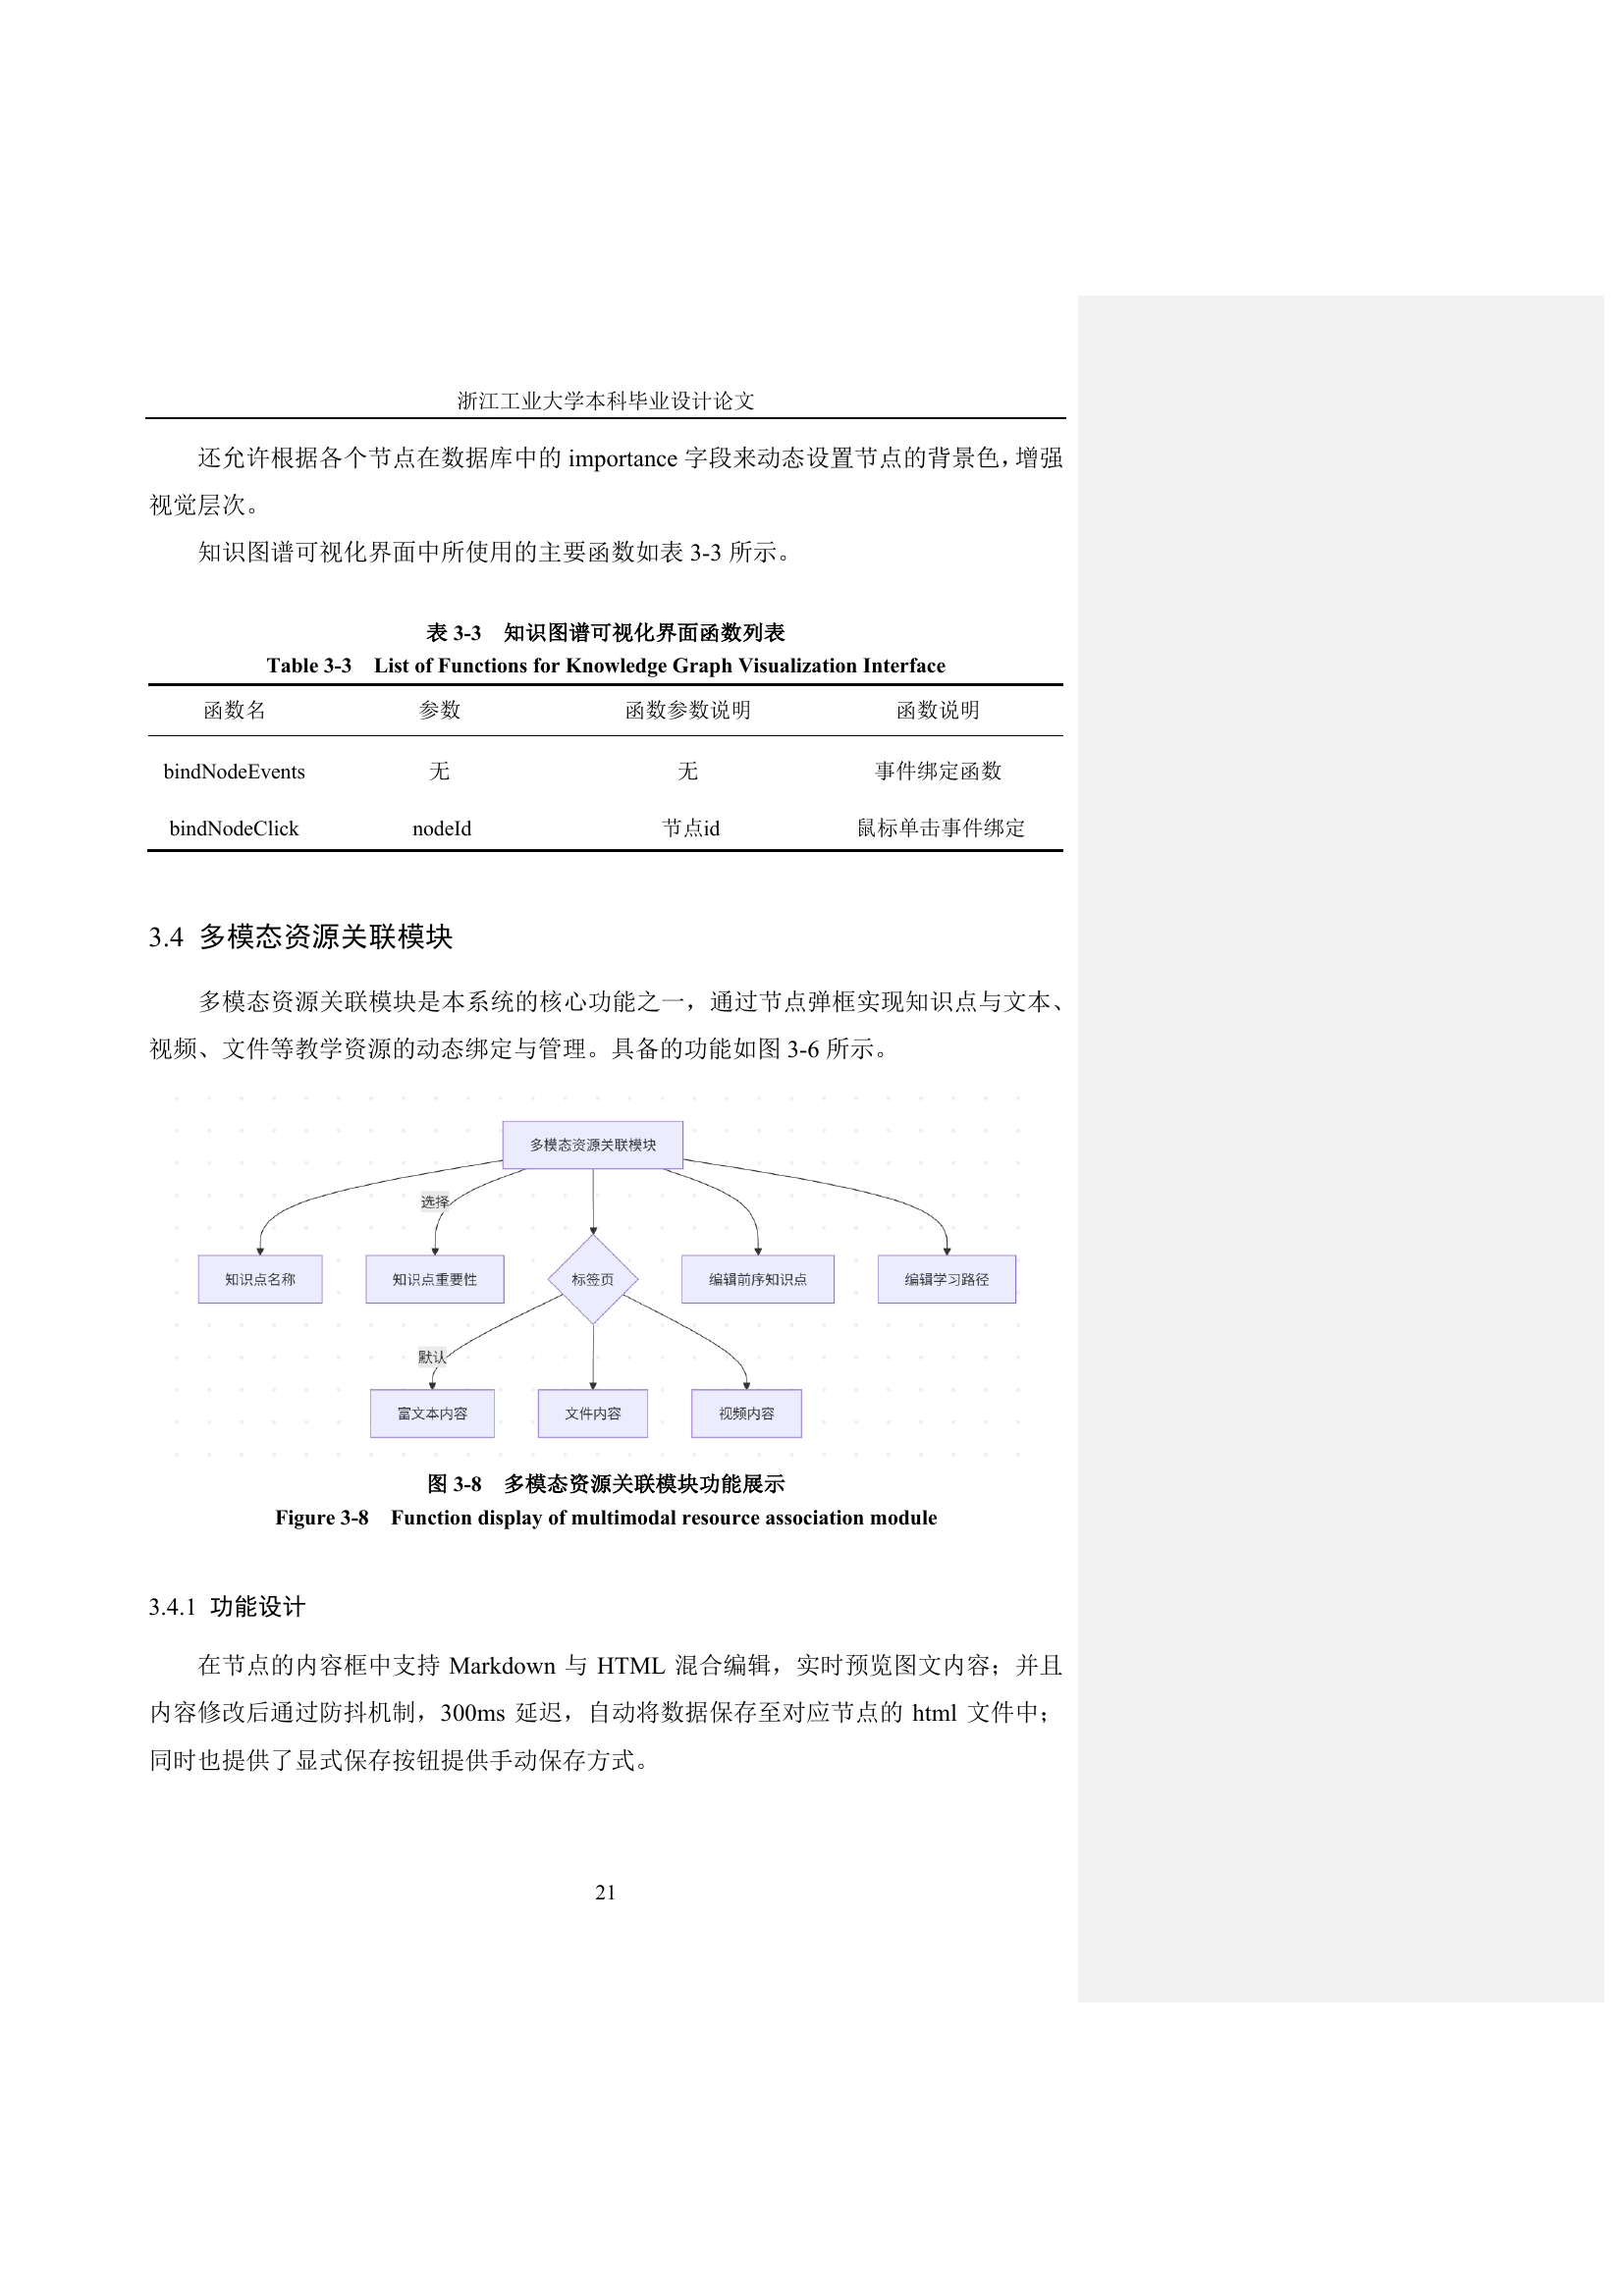 浙江工业大学本科毕业设计论文
还允许根据各个节点在数据库中的 importance 字段来动态设置节点的背景色，增强
视觉层次。
知识图谱可视化界面中所使用的主要函数如表 3-3 所示。
表 3-3 知识图谱可视化界面函数列表
Table 3-3 List of Functions for Knowledge Graph Visualization Interface
函数名 参数 函数参数说明 函数说明
bindNodeEvents 无 无 事件绑定函数
bindNodeClick nodeId 节点id 鼠标单击事件绑定
3.4 多模态资源关联模块
多模态资源关联模块是本系统的核心功能之一，通过节点弹框实现知识点与文本、
视频、文件等教学资源的动态绑定与管理。具备的功能如图 3-6 所示。
多模态资源关联模块
选择
知识点名称 知识点重要性 标签页 编辑前序知识点 编辑学习路径
默认
富文本内容 文件内容 视频内容
图 3-8 多模态资源关联模块功能展示
Figure 3-8 Function display of multimodal resource association module
3.4.1 功能设计
在节点的内容框中支持 Markdown 与 HTML 混合编辑，实时预览图文内容；并且
内容修改后通过防抖机制，300ms 延迟，自动将数据保存至对应节点的 html 文件中；
同时也提供了显式保存按钮提供手动保存方式。
21